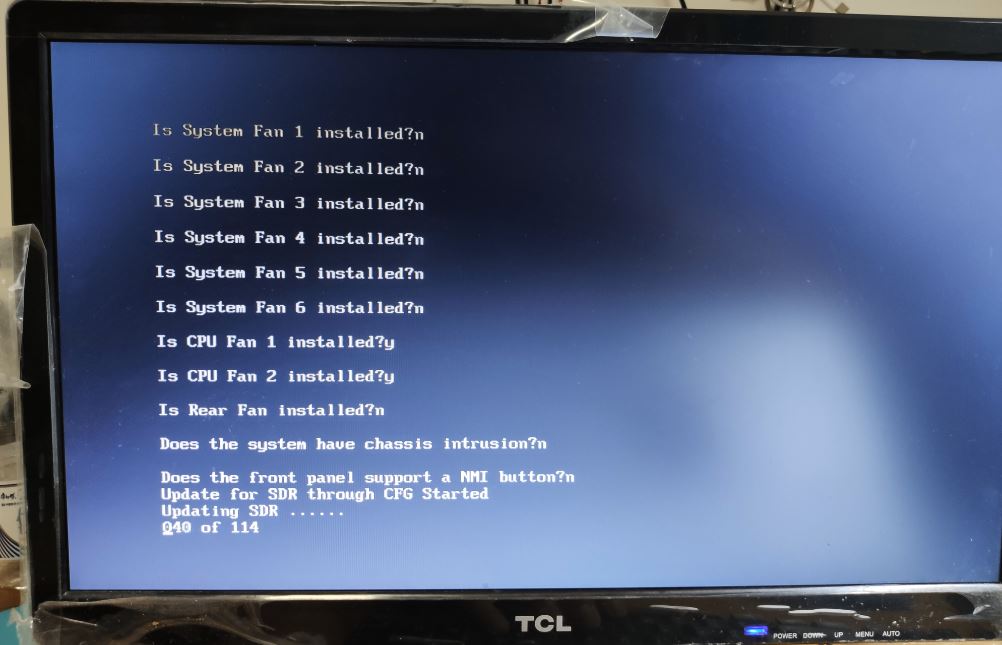 Is System Fan 1 installed?n
Is System Fan 2 installed?n
Is System Fan 3 installed?n
Is System Fan 4 installed?n
Is System Fan 5 installed?n
Is System Fan 6 installed?n
Is CPU Fan 1 installed?y
Is CPU Fan 2 installed?y
Is Rear Fan installed?n
Does the system have chassis intrusion?n
Does the front panel support a NMI button?n
Update for SDR through CFG Started
Updating SDR ......
040 of 114
TCL
POWER DOWN- UP MENU AUTO